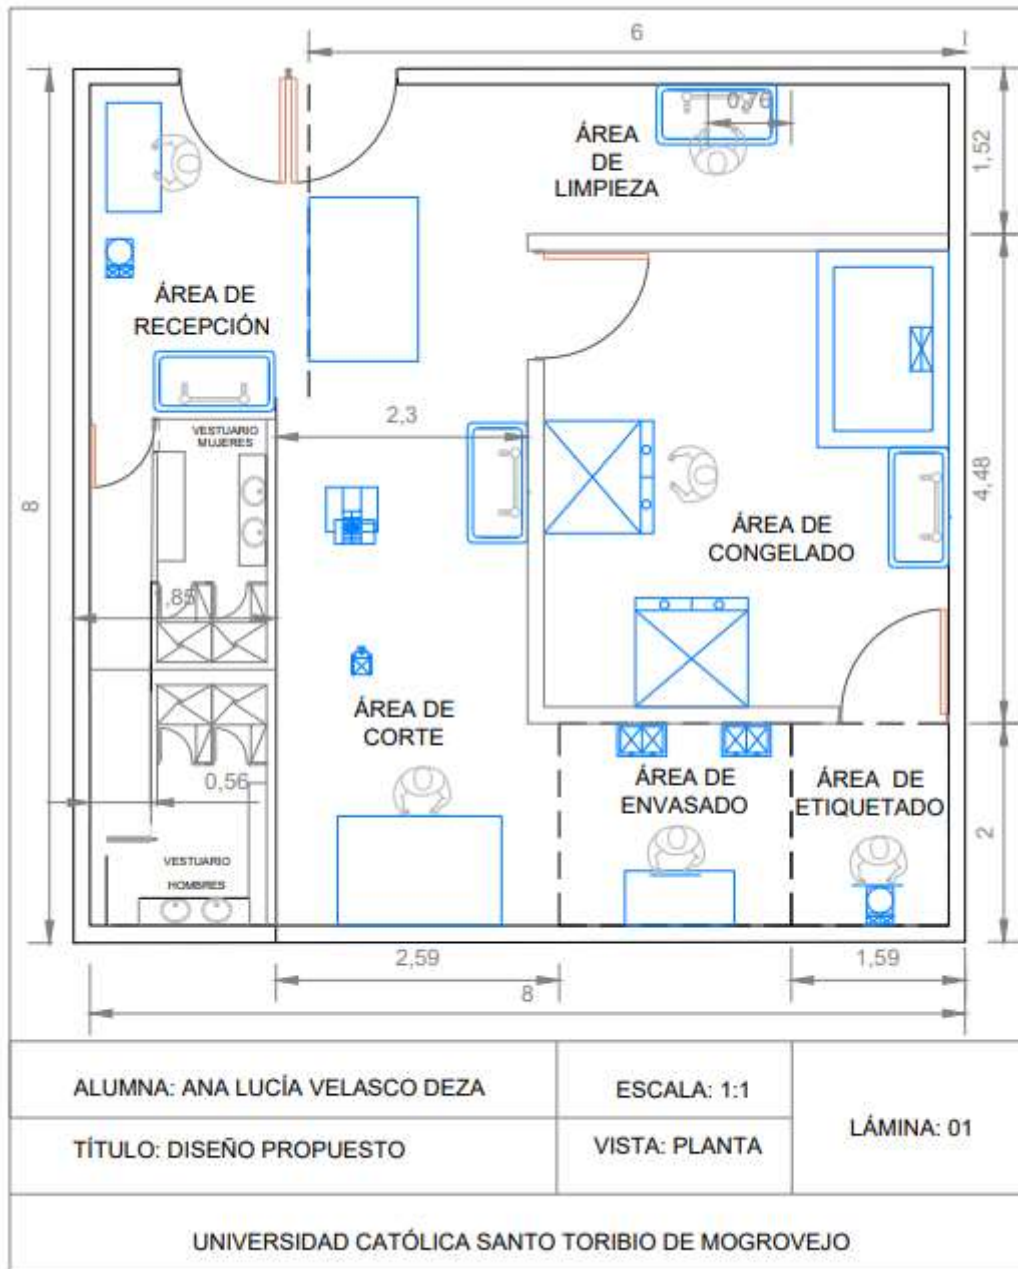 6
0,76
ÁREA
DE
LIMPIEZA
1,52
ÁREA DE
RECEPCIÓN
VESTUARIO
MUJERES
2,3
8
4,48
ÁREA DE
CONGELADO
,85
ÁREA DE
CORTE
0,56
ÁREA DE
ENVASADO
ÁREA DE
ETIQUETADO
2
VESTUARIO
HOMBRES
2,59
1,59
8
ALUMNA: ANA LUCÍA VELASCO DEZA
ESCALA: 1:1
LÁMINA: 01
TÍTULO: DISEÑO PROPUESTO
VISTA: PLANTA
UNIVERSIDAD CATÓLICA SANTO TORIBIO DE MOGROVEJO